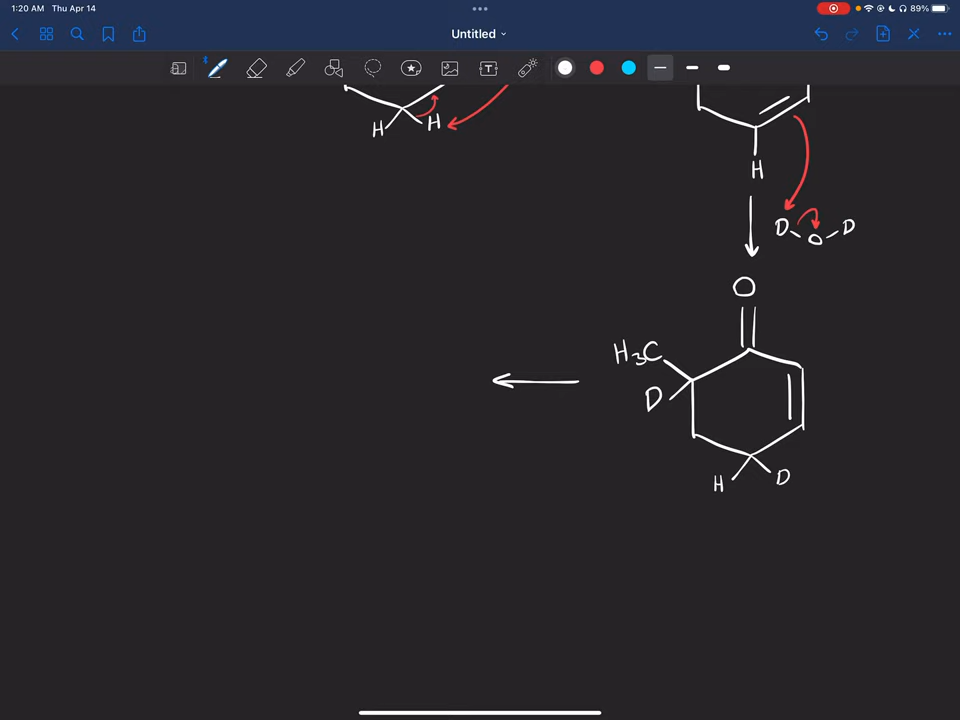 1:20 AM Thu Apr 14
89%
Untitled
H H
H
D O D
O
H₃C
D
H D